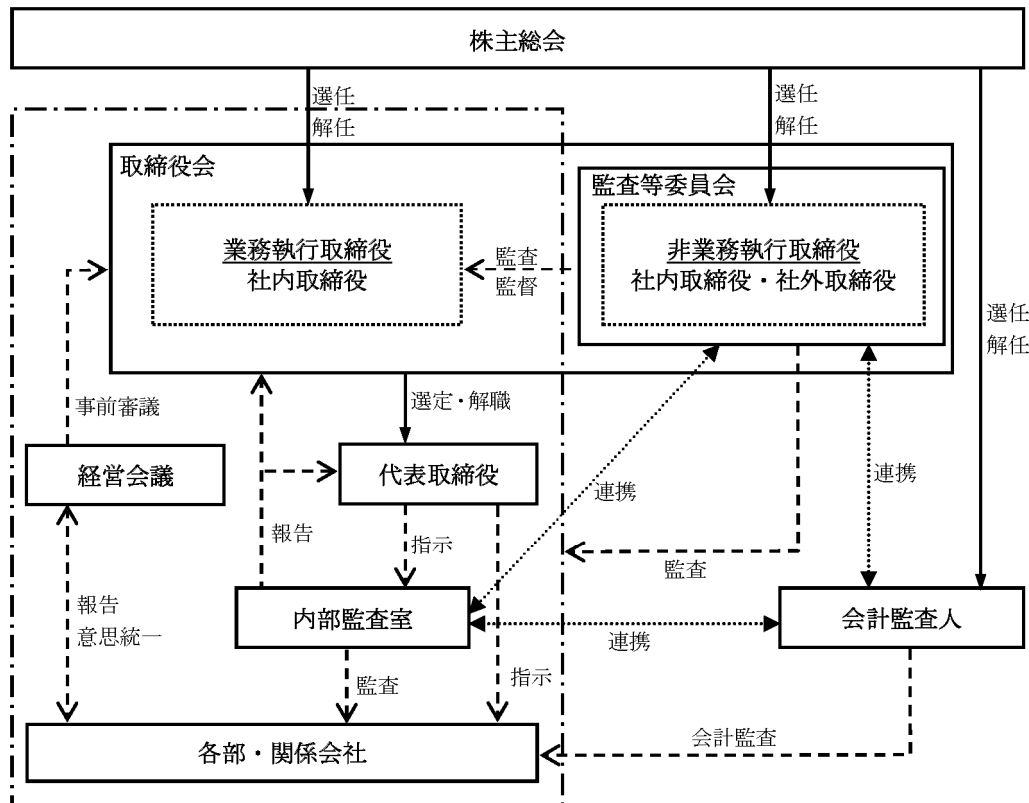 株主総会
選任
解任
選任
解任
取締役会
監査等委員会
業務執行取締役
社内取締役
監査
監督
非業務執行取締役
社内取締役・社外取締役
選任
解任
事前審議
選定・解職
経営会議
代表取締役
連携
連携
報告
指示
監査
報告
意思統一
内部監査室
連携
会計監査人
監査
指示
各部・関係会社
会計監査